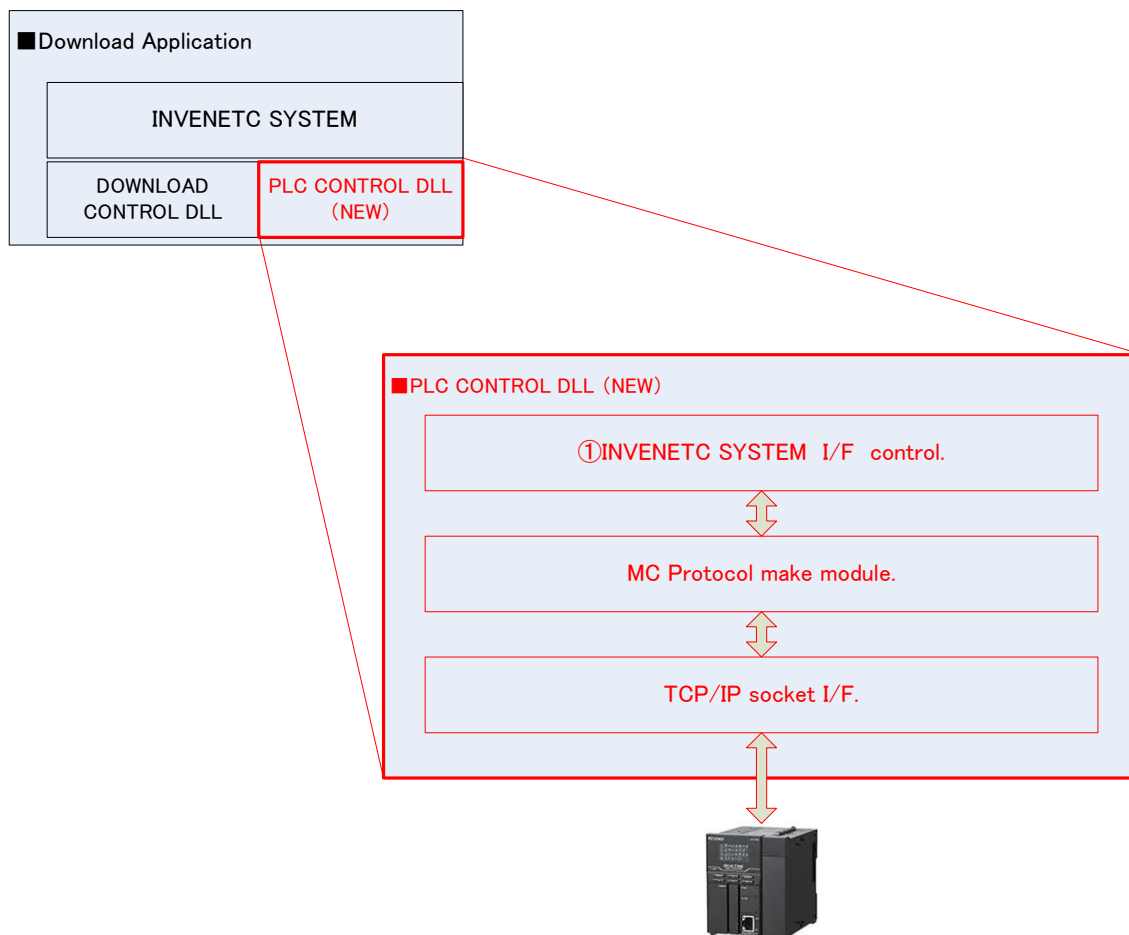 ■Download Application
INVENETC SYSTEM
DOWNLOAD
CONTROL DLL
PLC CONTROL DLL
（NEW）
■PLC CONTROL DLL（NEW）
①INVENETC SYSTEM I/F control.
MC Protocol make module.
TCP/IP socket I/F.